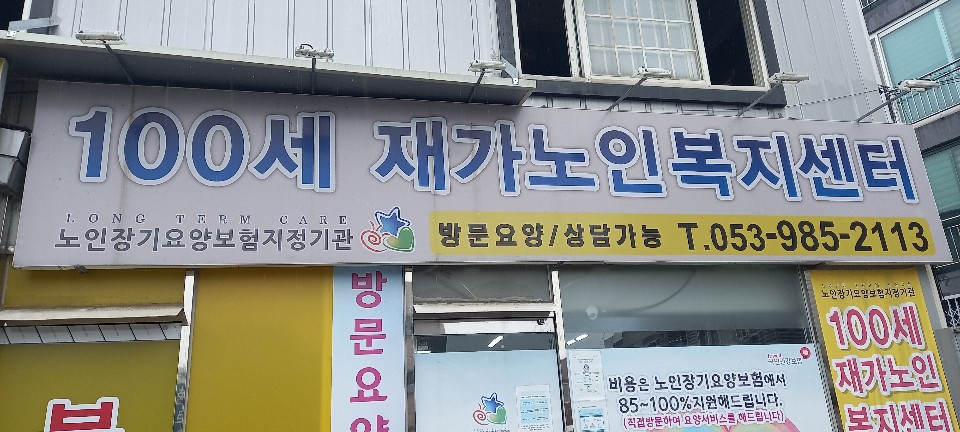 100세 재가노인복지센터
LONG TERM CARE
노인장기요양보험지정기관
방문요양/상담가능 T.053-985-2113
방문요양
노인장기요양보험지정기관
100세
재가노인
복지센터
비용은 노인장기요양보험에서
85~100%지원해드립니다.
(직접방문하여 요양서비스를 해드립니다)